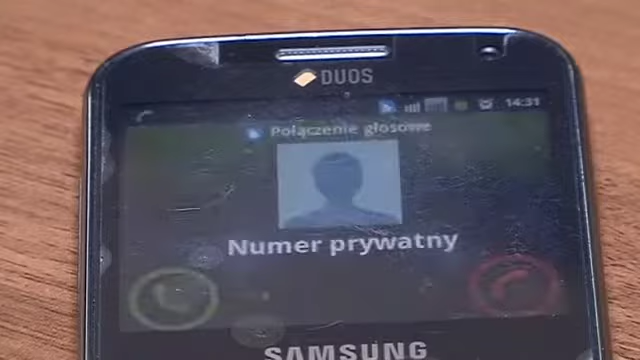 DUOS
14:31
Połączenie głosowe
Numer prywatny
SAMSUNG